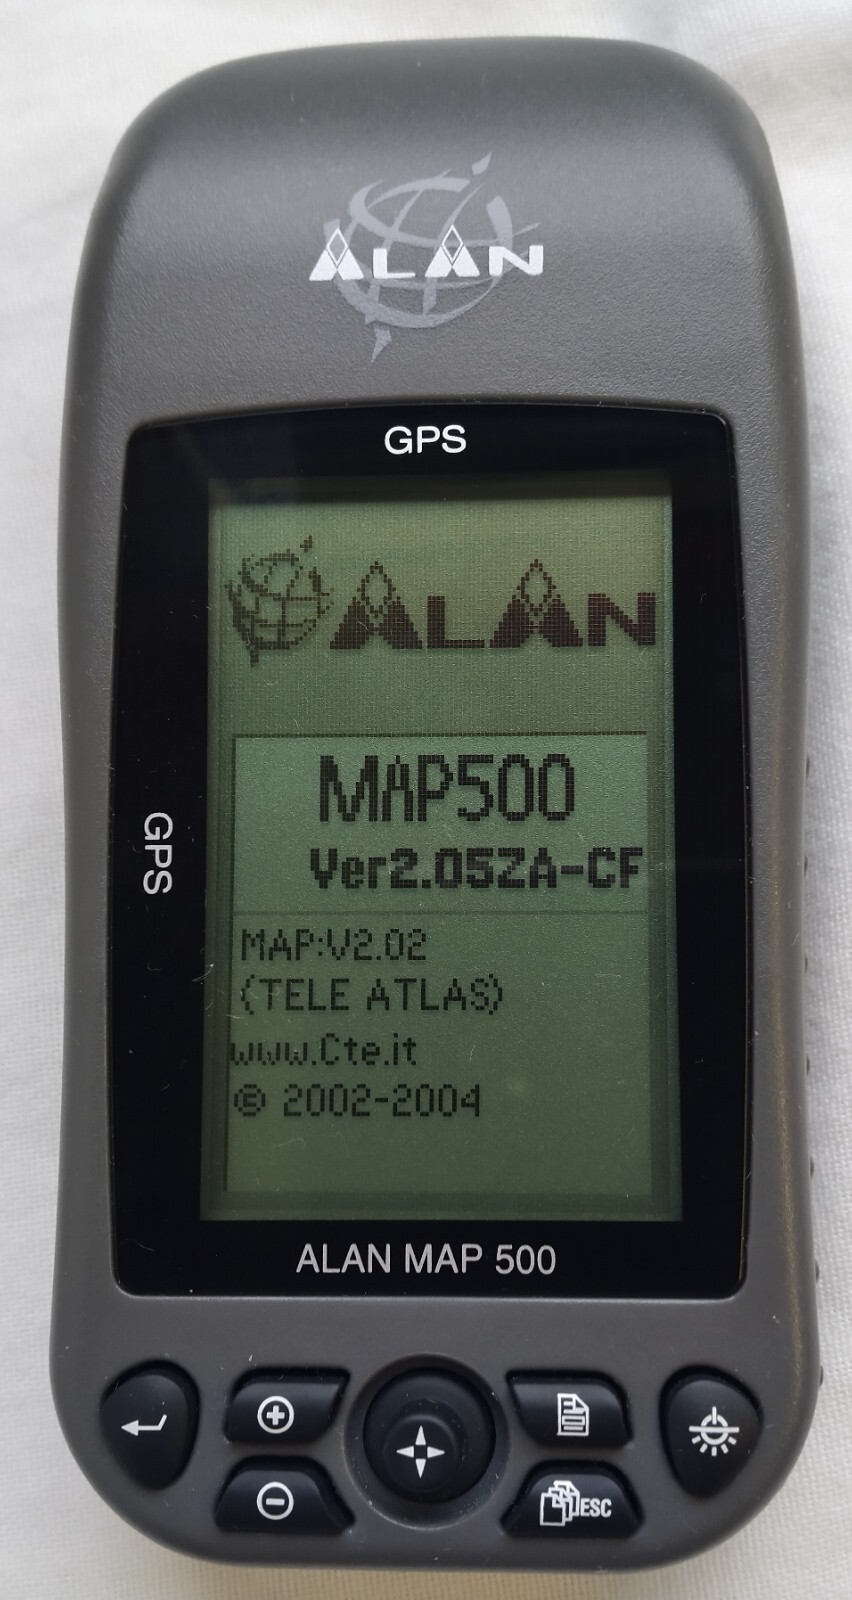 ALAN
GPS
ALAN
MAP500
Ver2.05ZA-CF
GPS
MAP:V2.02
(TELE ATLAS)
www.Cte.it
© 2002-2004
ALAN MAP 500
ESC